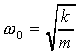 ω₀ = √(k/m)